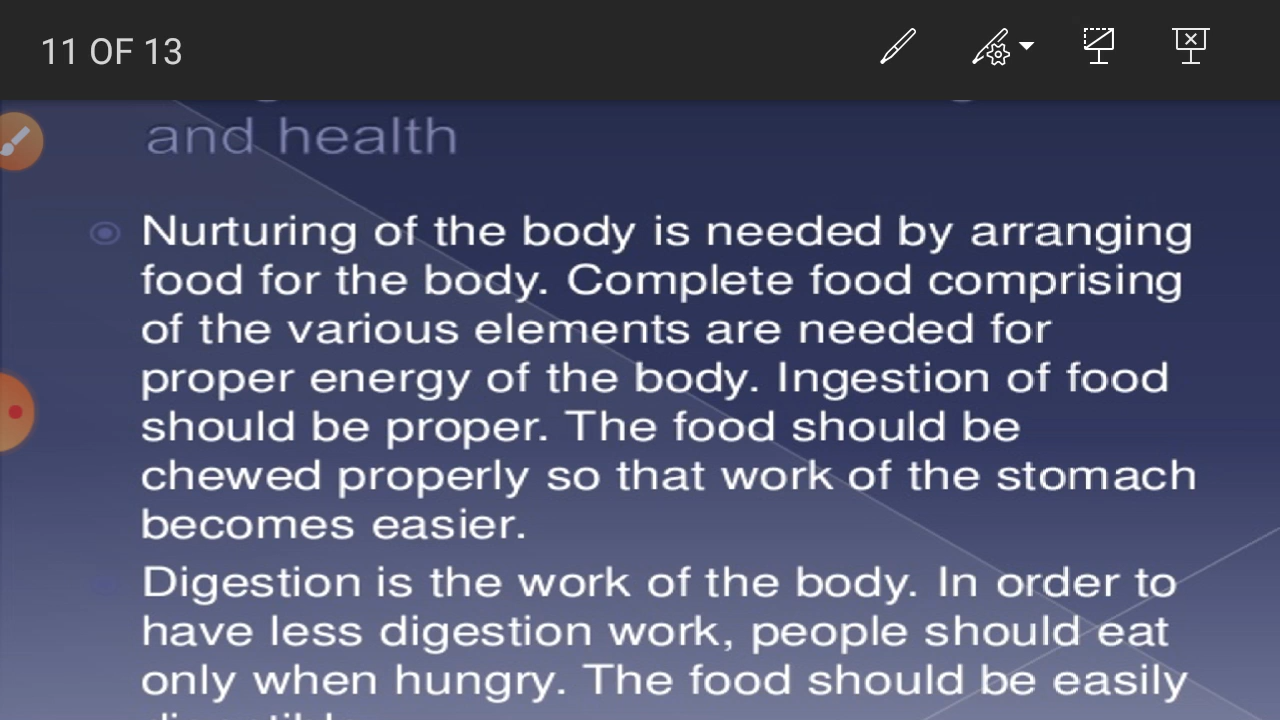 11 OF 13
and health
Nurturing of the body is needed by arranging
food for the body. Complete food comprising
of the various elements are needed for
proper energy of the body. Ingestion of food
should be proper. The food should be
chewed properly so that work of the stomach
becomes easier.
Digestion is the work of the body. In order to
have less digestion work, people should eat
only when hungry. The food should be easily